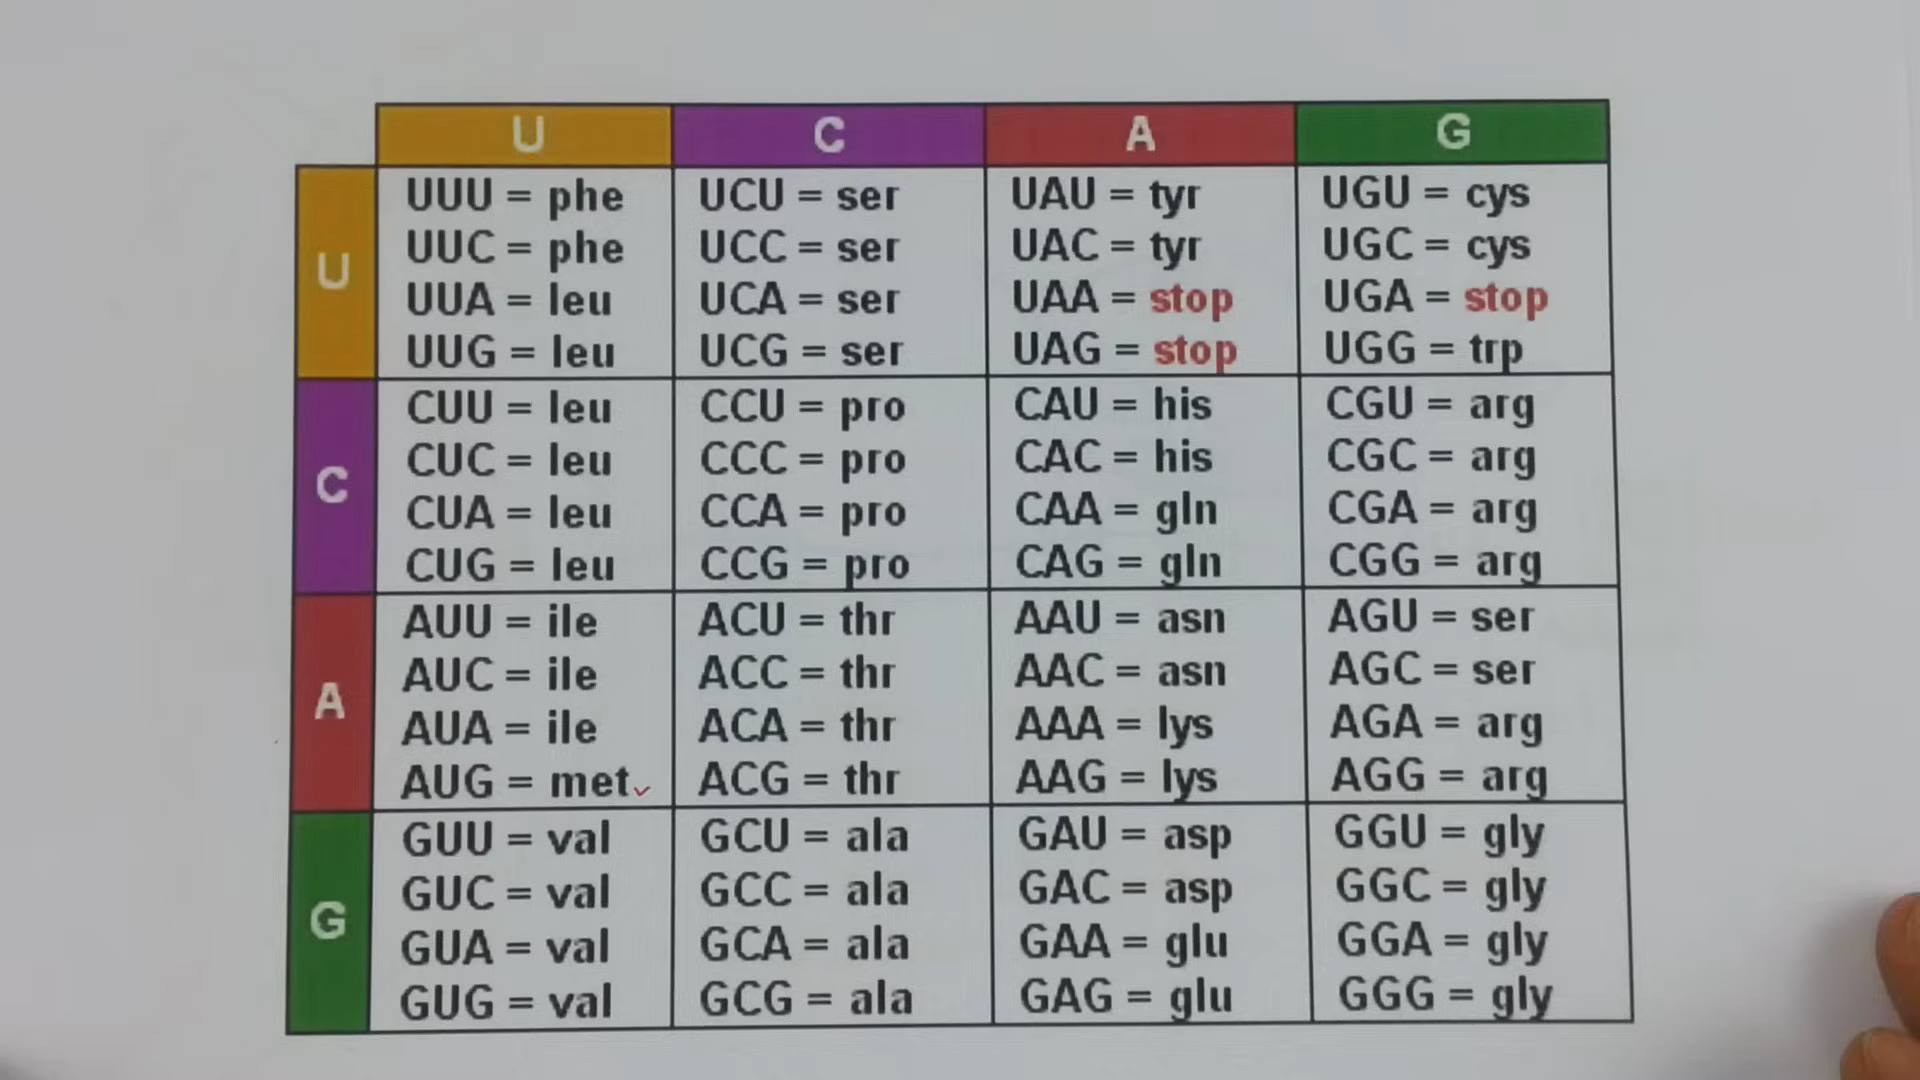 U C A G
U
UUU = phe UCU = ser UAU = tyr UGU = cys
UUC = phe UCC = ser UAC = tyr UGC = cys
UUA = leu UCA = ser UAA = stop UGA = stop
UUG = leu UCG = ser UAG = stop UGG = trp
C
CUU = leu CCU = pro CAU = his CGU = arg
CUC = leu CCC = pro CAC = his CGC = arg
CUA = leu CCA = pro CAA = gln CGA = arg
CUG = leu CCG = pro CAG = gln CGG = arg
A
AUU = ile ACU = thr AAU = asn AGU = ser
AUC = ile ACC = thr AAC = asn AGC = ser
AUA = ile ACA = thr AAA = lys AGA = arg
AUG = met ACG = thr AAG = lys AGG = arg
G
GUU = val GCU = ala GAU = asp GGU = gly
GUC = val GCC = ala GAC = asp GGC = gly
GUA = val GCA = ala GAA = glu GGA = gly
GUG = val GCG = ala GAG = glu GGG = gly